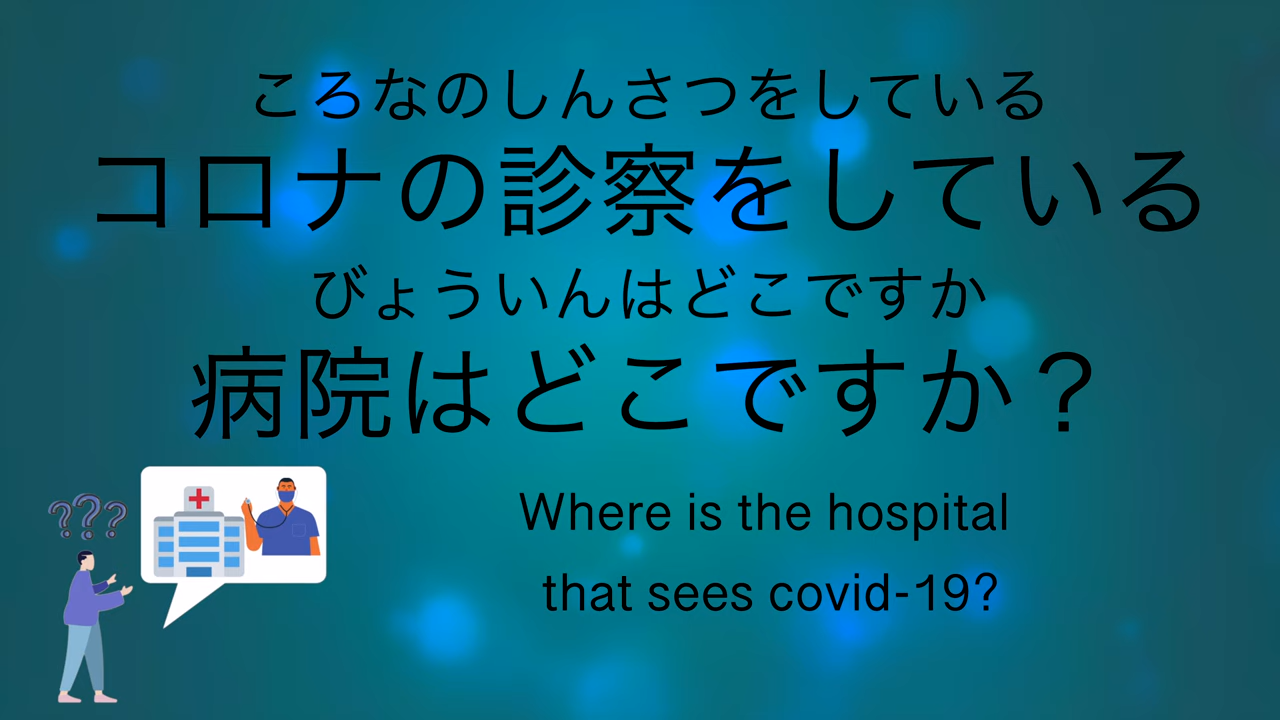 ころなのしんさつをしている
コロナの診察をしている
びょういんはどこですか
病院はどこですか？
Where is the hospital
that sees covid-19?
???